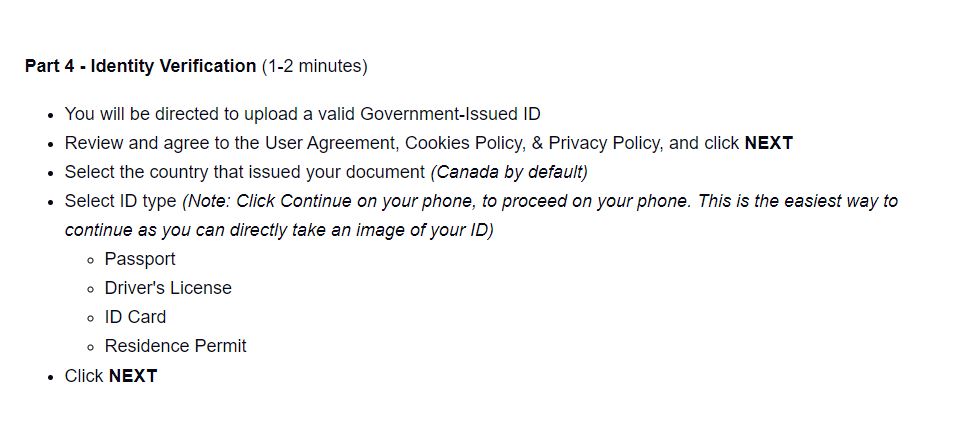 Part 4 - Identity Verification (1-2 minutes)
• You will be directed to upload a valid Government-Issued ID
• Review and agree to the User Agreement, Cookies Policy, & Privacy Policy, and click NEXT
• Select the country that issued your document (Canada by default)
• Select ID type (Note: Click Continue on your phone, to proceed on your phone. This is the easiest way to
continue as you can directly take an image of your ID)
◦ Passport
◦ Driver's License
◦ ID Card
◦ Residence Permit
• Click NEXT